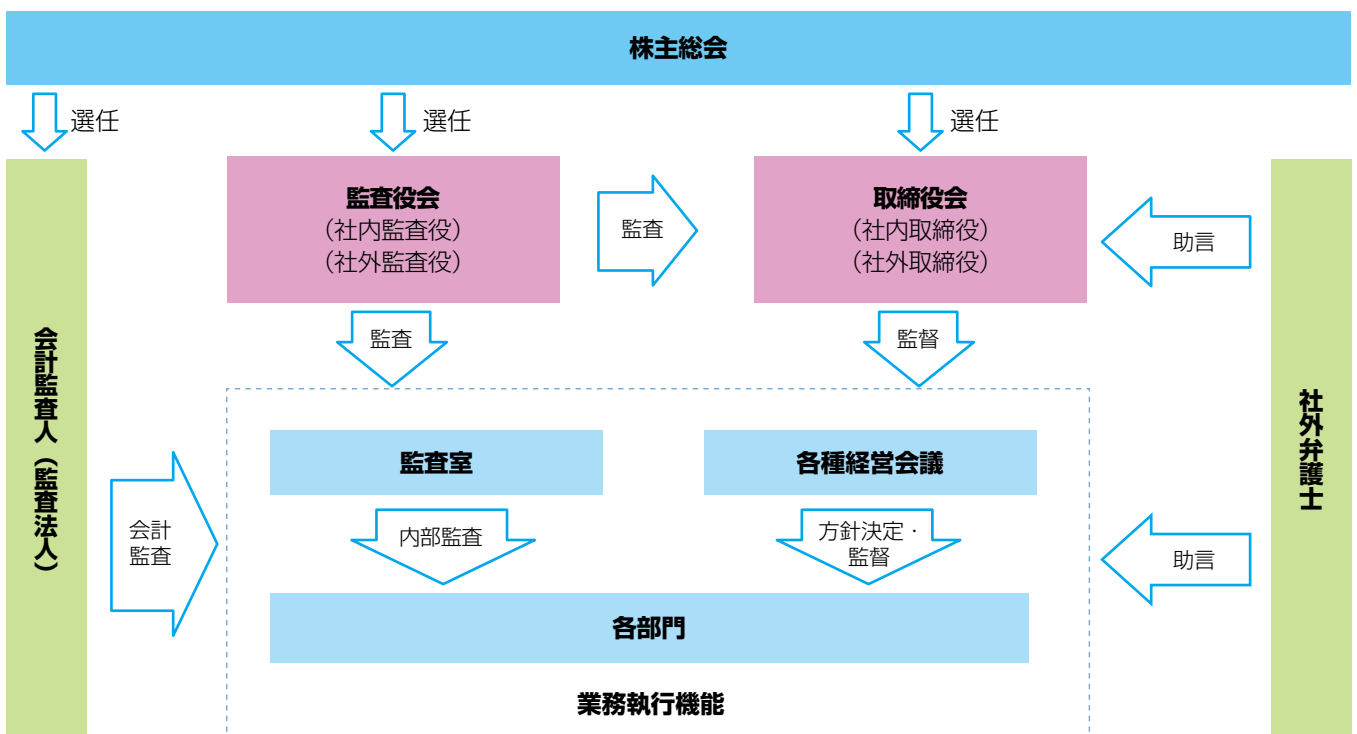 株主総会
選任
選任
選任
監査役会
（社内監査役）
（社外監査役）
監査
取締役会
（社内取締役）
（社外取締役）
助言
監査
監督
会計監査人（監査法人）
社外弁護士
監査室
各種経営会議
会計
監査
内部監査
方針決定・
監督
助言
各部門
業務執行機能